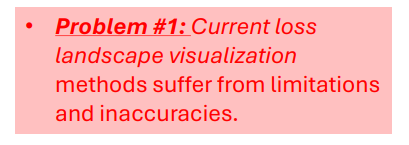 • Problem #1: Current loss
landscape visualization
methods suffer from limitations
and inaccuracies.